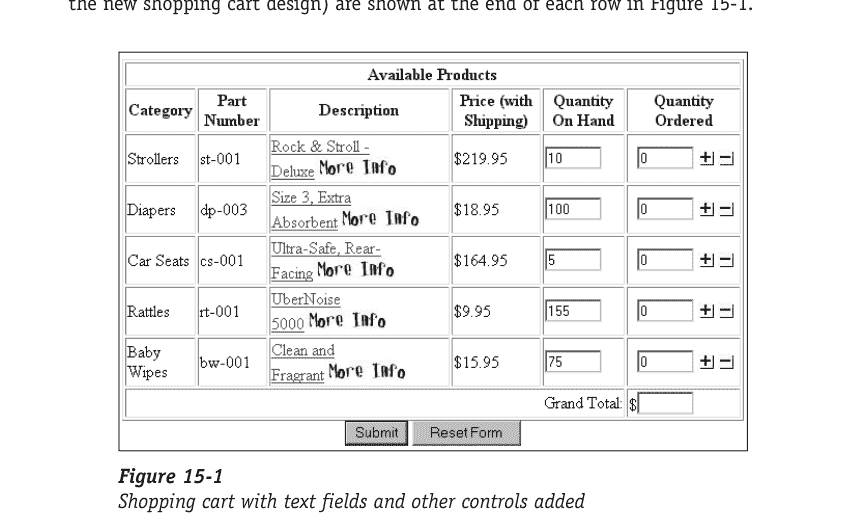 the new shopping cart design) are shown at the end of each row in Figure 15-1.
Available Products
Category Part Number Description Price (with Shipping) Quantity On Hand Quantity Ordered
Strollers st-001 Rock & Stroll - Deluxe More Info $219.95 10 0 + −
Diapers dp-003 Size 3, Extra Absorbent More Info $18.95 100 0 + −
Car Seats cs-001 Ultra-Safe, Rear-Facing More Info $164.95 5 0 + −
Rattles rt-001 UberNoise 5000 More Info $9.95 155 0 + −
Baby Wipes bw-001 Clean and Fragrant More Info $15.95 75 0 + −
Grand Total: $
Submit Reset Form
Figure 15-1
Shopping cart with text fields and other controls added